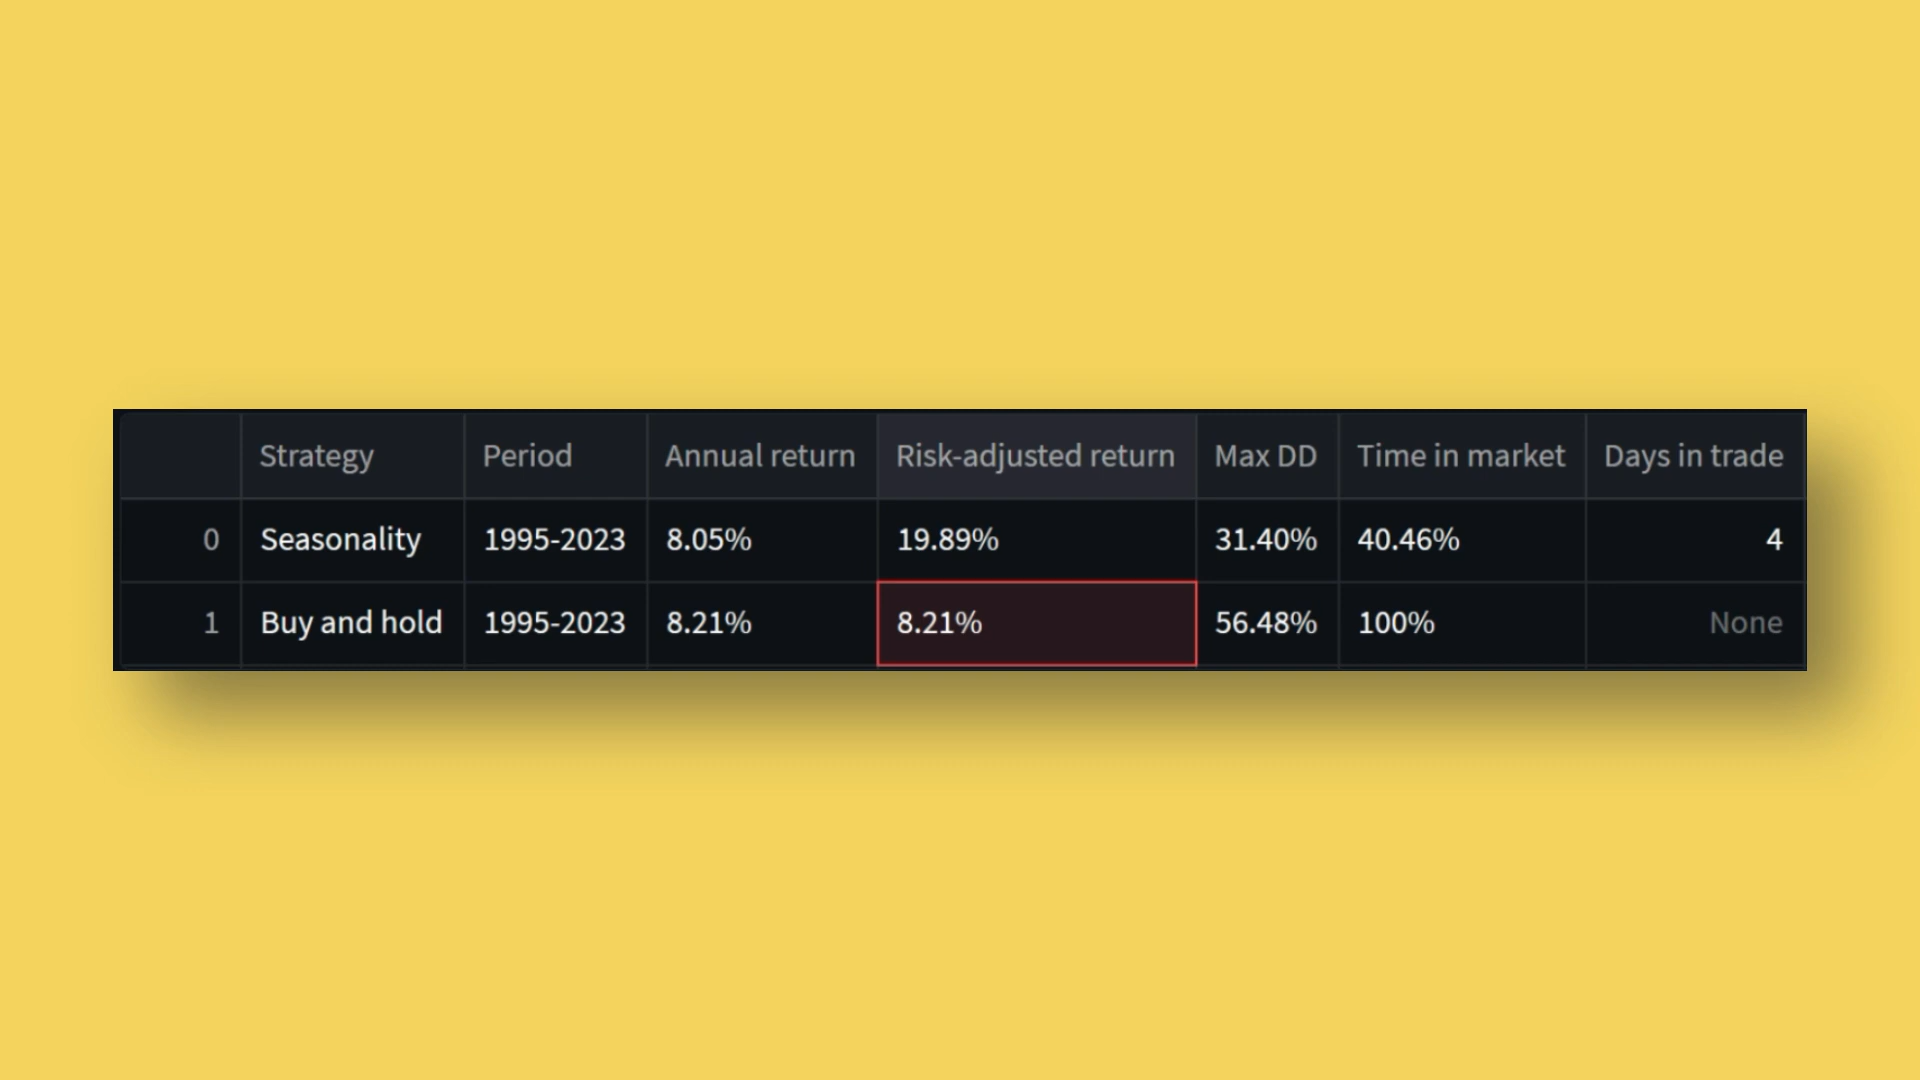 Strategy Period Annual return Risk-adjusted return Max DD Time in market Days in trade
0 Seasonality 1995-2023 8.05% 19.89% 31.40% 40.46% 4
1 Buy and hold 1995-2023 8.21% 8.21% 56.48% 100% None